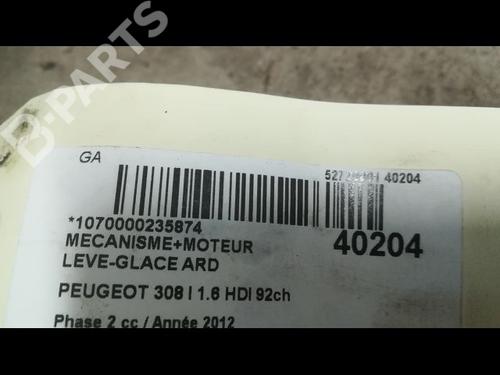 B-PARTS
GA
40204
*1070000235874
MECANISME+MOTEUR
40204
LEVE-GLACE ARD
PEUGEOT 308 I 1.6 HDI 92ch
Phase 2 cc / Année 2012